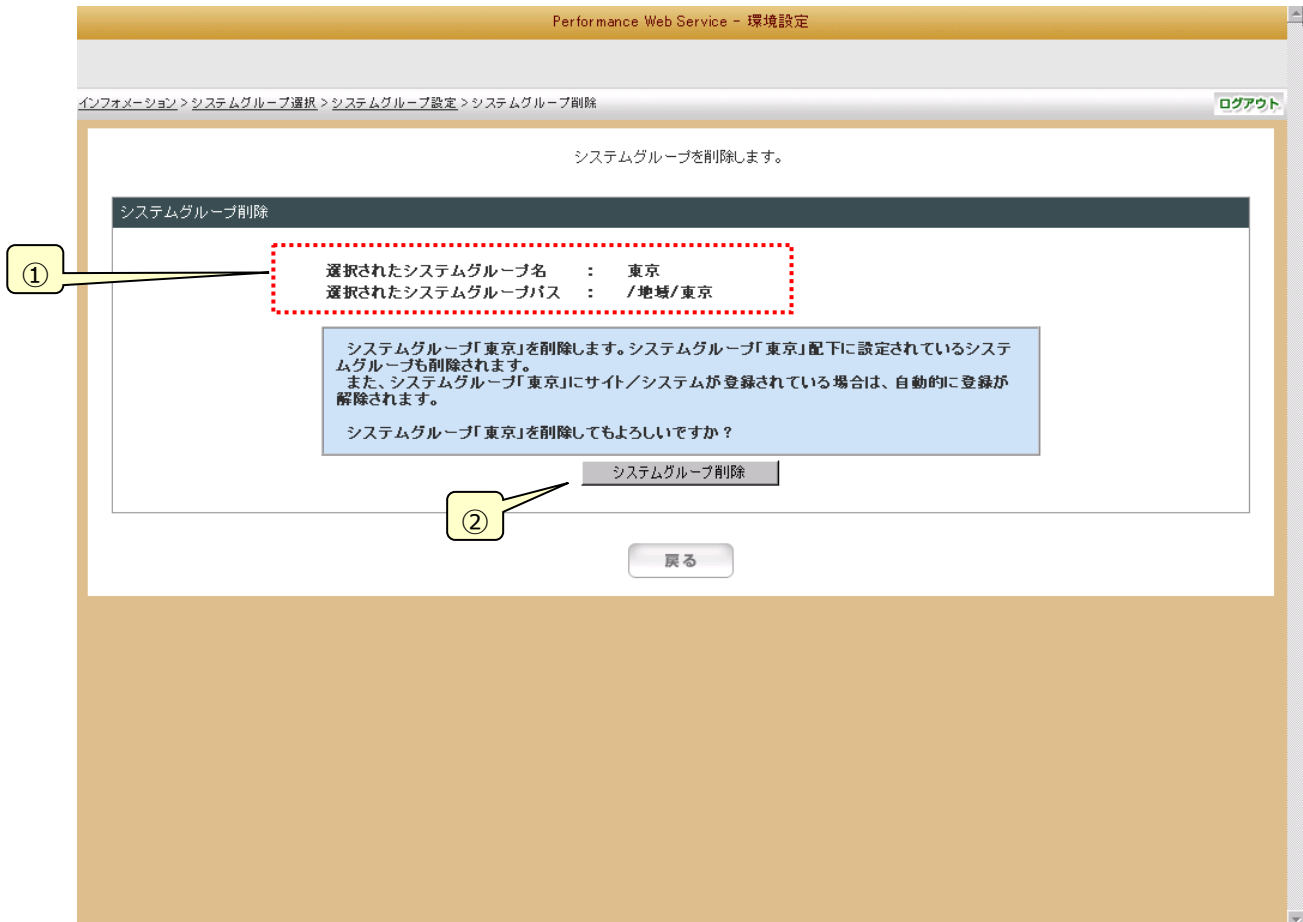 Performance Web Service - 環境設定
インフォメーション > システムグループ選択 > システムグループ設定 > システムグループ削除
ログアウト
システムグループを削除します。
システムグループ削除
①
選択されたシステムグループ名 : 東京
選択されたシステムグループパス : /地域/東京
システムグループ「東京」を削除します。システムグループ「東京」配下に設定されているシステ
ムグループも削除されます。
また、システムグループ「東京」にサイト／システムが登録されている場合は、自動的に登録が
解除されます。
システムグループ「東京」を削除してもよろしいですか？
システムグループ削除
②
戻る